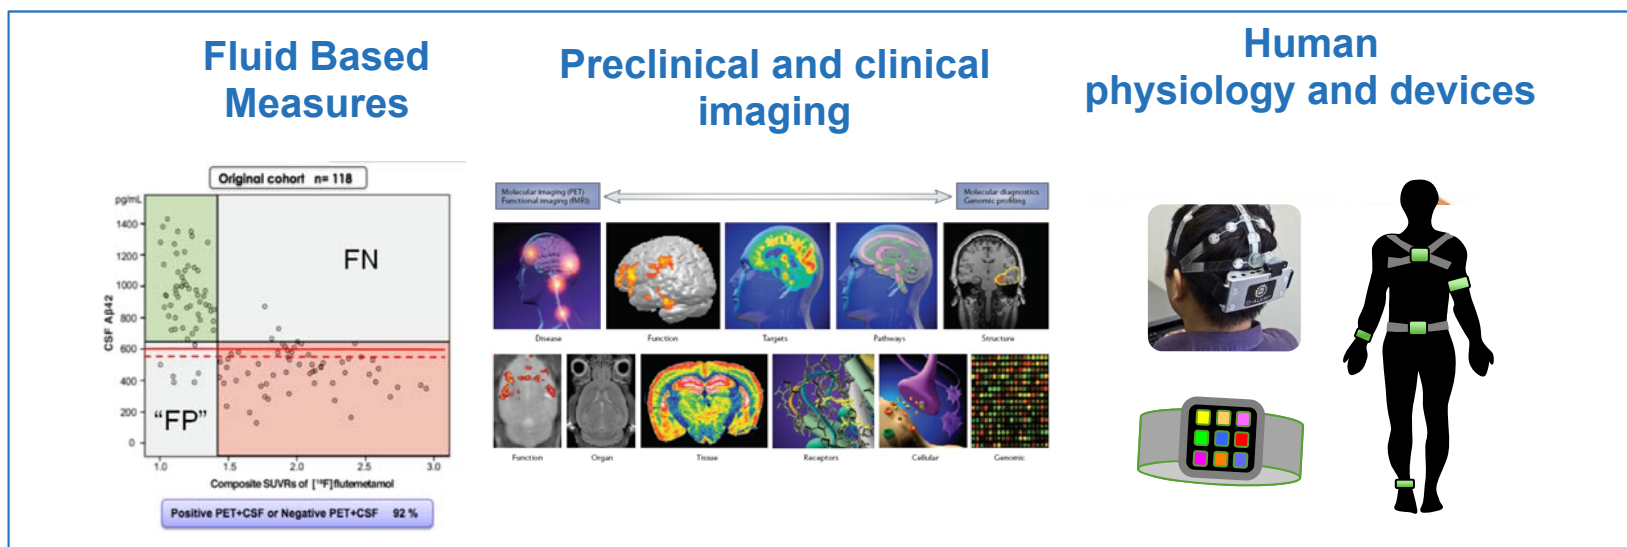 Fluid Based
Measures
Preclinical and clinical
imaging
Human
physiology and devices
Original cohort n= 118
pg/mL
1400
1200
1000
800
600
400
200
0
CSF Aβ42
FN
"FP"
1.0 1.5 2.0 2.5 3.0
Composite SUVRs of [¹⁸F] flutemetamol
Positive PET+CSF or Negative PET+CSF 92 %
Molecular imaging (PET)
Functional imaging (fMRI)
Molecular diagnostics
Genomic profiling
Disease Function Targets Pathways Structure
Function Organ Tissue Receptors Cellular Genomic